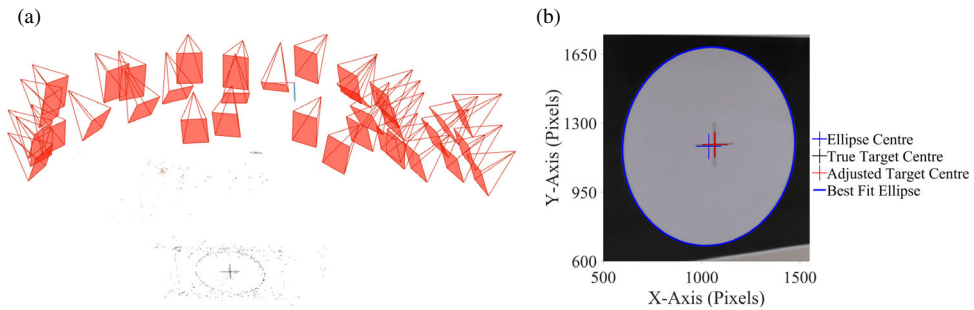 (a)
(b)
1650
1300
950
600
500
1000
1500
Y-Axis (Pixels)
X-Axis (Pixels)
Ellipse Centre
True Target Centre
Adjusted Target Centre
Best Fit Ellipse